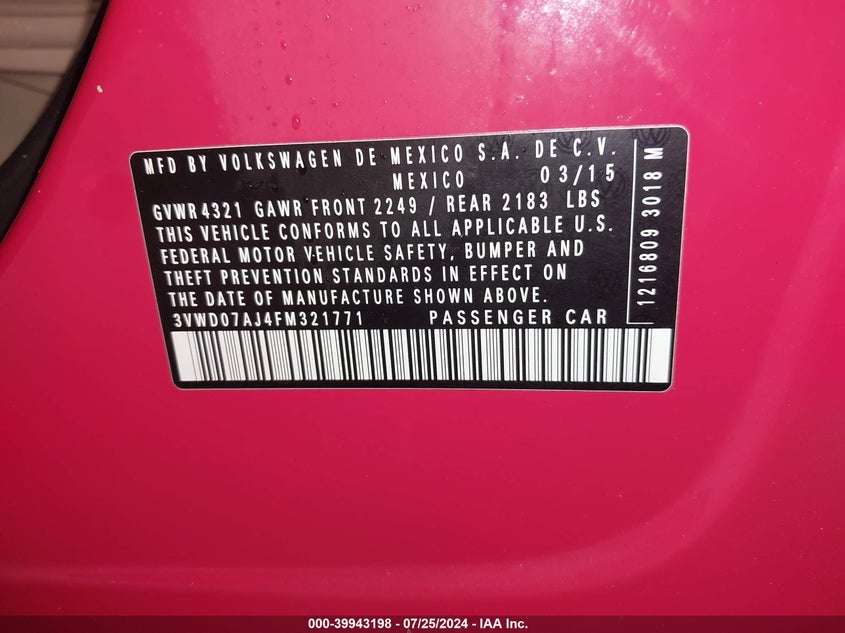 MFD BY VOLKSWAGEN DE MEXICO S.A. DE C.V.
MEXICO 03/15
GVWR 4321 GAWR FRONT 2249 / REAR 2183 LBS
THIS VEHICLE CONFORMS TO ALL APPLICABLE U.S.
FEDERAL MOTOR VEHICLE SAFETY, BUMPER AND
THEFT PREVENTION STANDARDS IN EFFECT ON
THE DATE OF MANUFACTURE SHOWN ABOVE.
3VWD07AJ4FM321771 PASSENGER CAR
1216809 3018 M
000-39943198 - 07/25/2024 - IAA Inc.